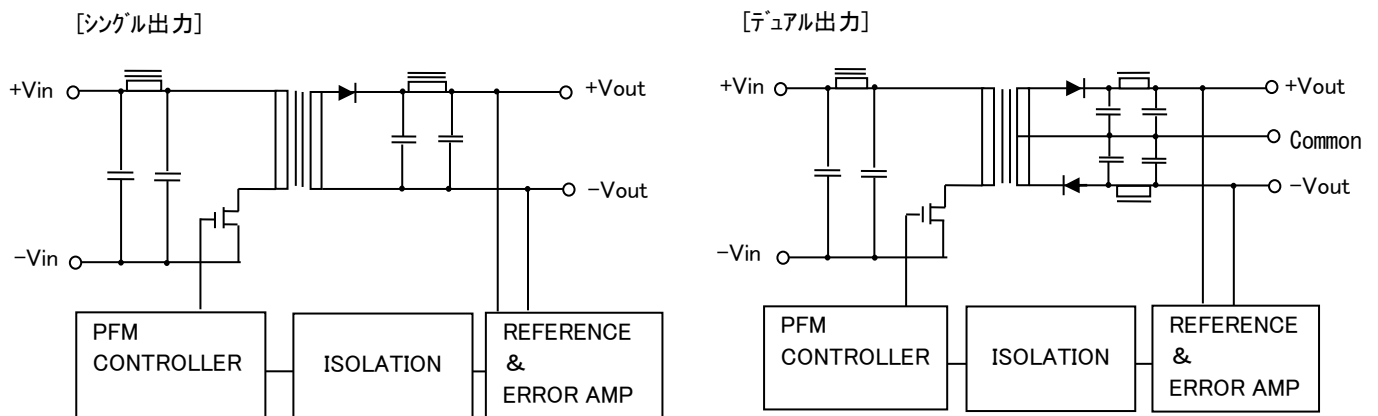 [シングル出力]
+Vin
+Vout
−Vout
−Vin
PFM
CONTROLLER
ISOLATION
REFERENCE
&
ERROR AMP
[デュアル出力]
+Vin
+Vout
Common
−Vout
−Vin
PFM
CONTROLLER
ISOLATION
REFERENCE
&
ERROR AMP